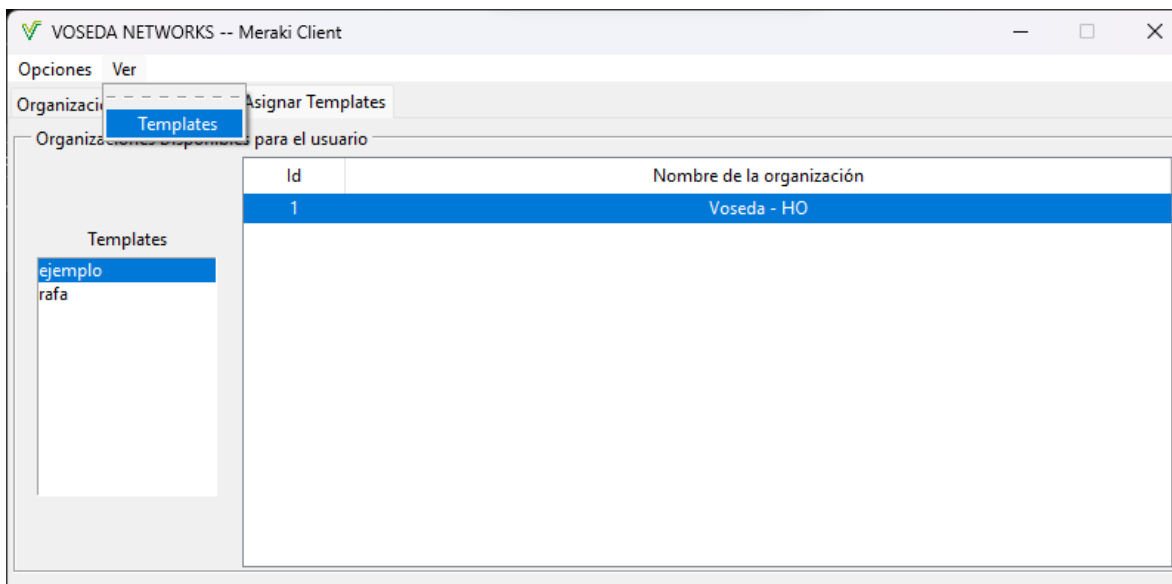 VOSEDA NETWORKS -- Meraki Client
Opciones Ver
Templates
Asignar Templates
para el usuario
Id Nombre de la organización
1 Voseda - HO
Templates
ejemplo
rafa